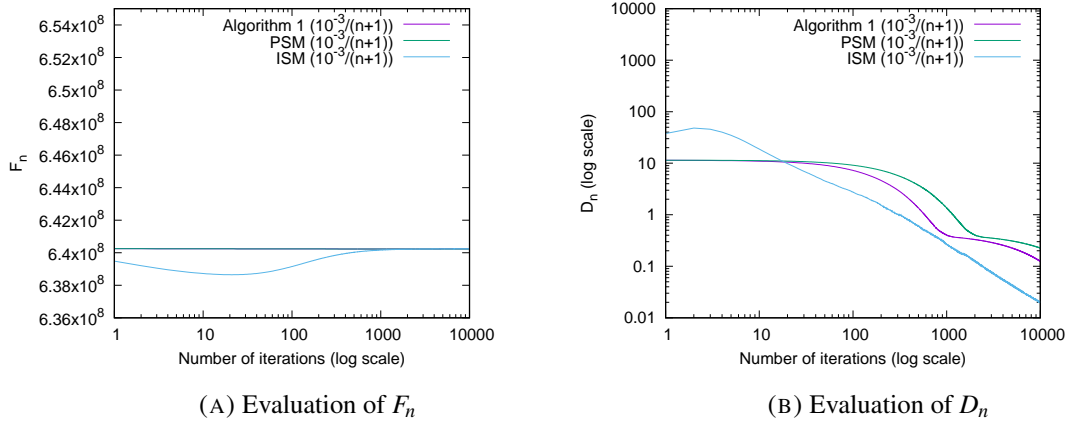 6.54x10^8
6.52x10^8
6.5x10^8
6.48x10^8
6.46x10^8
6.44x10^8
6.42x10^8
6.4x10^8
6.38x10^8
6.36x10^8
F_n
Algorithm 1 (10^-3/(n+1))
PSM (10^-3/(n+1))
ISM (10^-3/(n+1))
1 10 100 1000 10000
Number of iterations (log scale)
(A) Evaluation of F_n
10000
1000
100
10
1
0.1
0.01
D_n (log scale)
Algorithm 1 (10^-3/(n+1))
PSM (10^-3/(n+1))
ISM (10^-3/(n+1))
1 10 100 1000 10000
Number of iterations (log scale)
(B) Evaluation of D_n